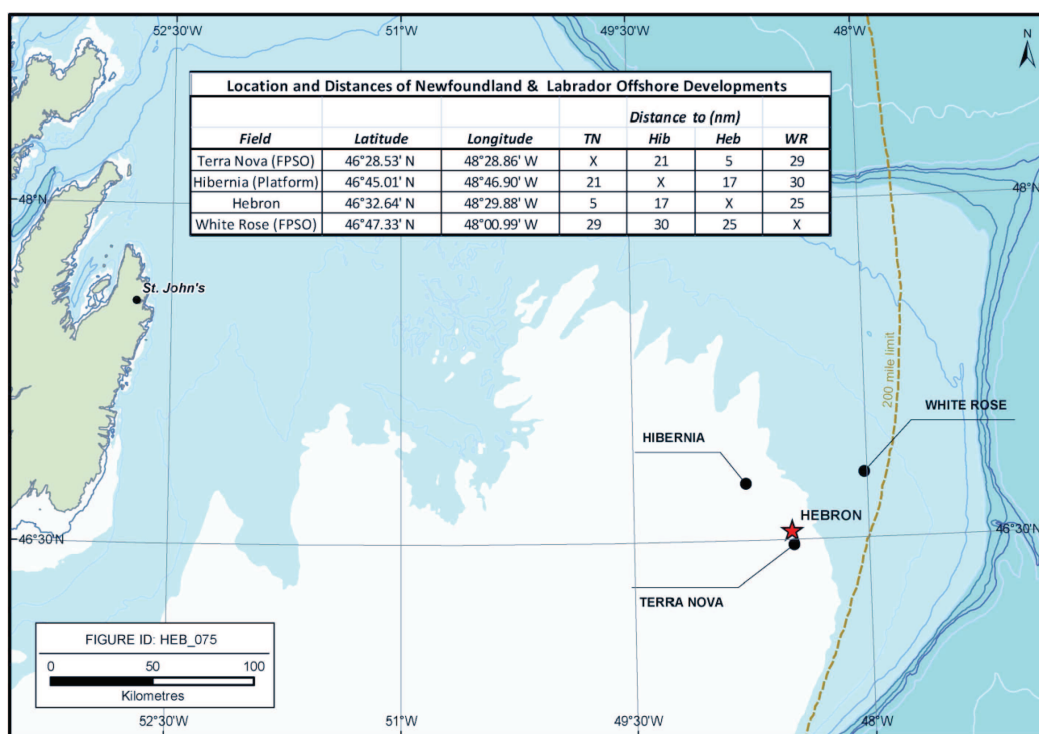 52°30'W 51°W 49°30'W 48°W
N
Location and Distances of Newfoundland & Labrador Offshore Developments
Distance to (nm)
Field Latitude Longitude TN Hib Heb WR
Terra Nova (FPSO) 46°28.53' N 48°28.86' W X 21 5 29
Hibernia (Platform) 46°45.01' N 48°46.90' W 21 X 17 30
Hebron 46°32.64' N 48°29.88' W 5 17 X 25
White Rose (FPSO) 46°47.33' N 48°00.99' W 29 30 25 X
48°N 48°N
St. John's
200 mile limit
WHITE ROSE
HIBERNIA
HEBRON
46°30'N 46°30'N
TERRA NOVA
FIGURE ID: HEB_075
0 50 100
Kilometres
52°30'W 51°W 49°30'W 48°W